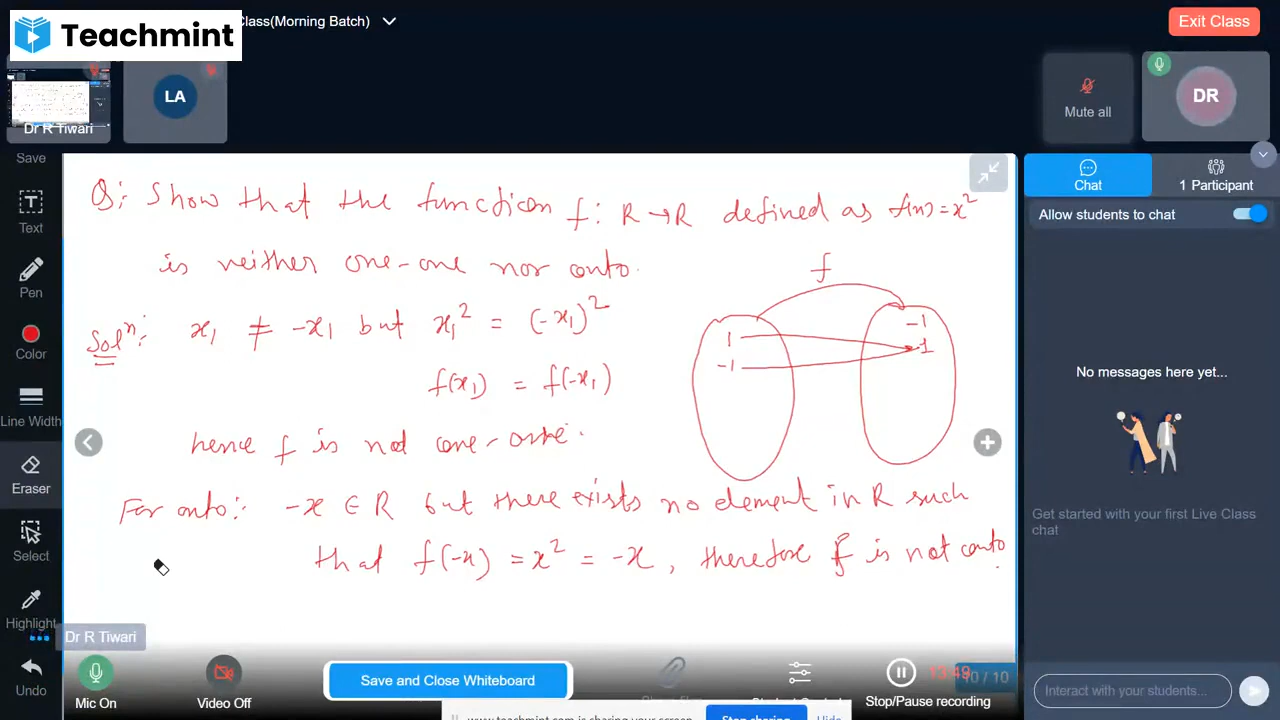 Class(Morning Batch)
Exit Class
Teachmint
LA
Dr R Tiwari
Mute all
DR
Save
Text
Pen
Color
Line Width
Eraser
Select
Highlight
Undo
Q: Show that the function f: R→R defined as f(x)=x²
is neither one-one nor onto.
Solⁿ: x₁ ≠ -x₁ but x₁² = (-x₁)²
f(x₁) = f(-x₁)
hence f is not one-one.
For onto: -x ∈ R but there exists no element in R such
that f(-x) = x² = -x, therefore f is not onto.
f
1
-1
-1
1
Chat
1 Participant
Allow students to chat
No messages here yet...
Get started with your first Live Class
chat
Interact with your students...
Dr R Tiwari
Mic On
Video Off
Save and Close Whiteboard
Stop/Pause recording
13:49
10 / 10
www.teachmint.com is sharing your screen.
Stop sharing
Hide